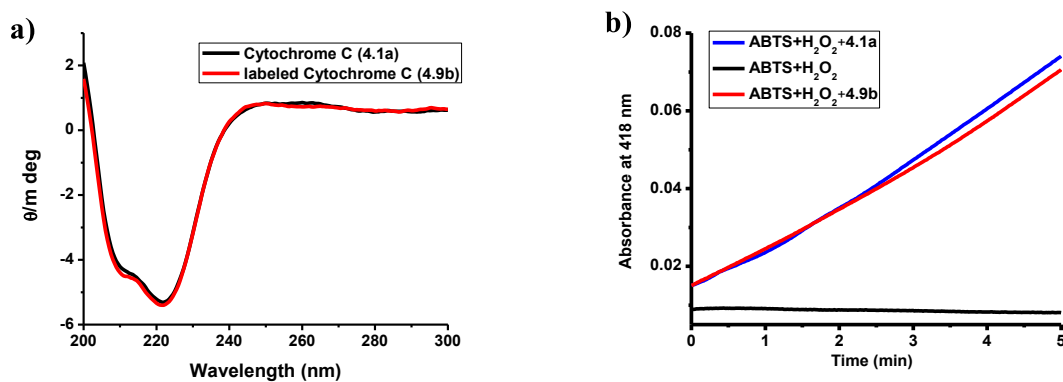 a)
Cytochrome C (4.1a)
labeled Cytochrome C (4.9b)
2
0
-2
-4
-6
θ/m deg
200 220 240 260 280 300
Wavelength (nm)
b)
ABTS+H₂O₂+4.1a
ABTS+H₂O₂
ABTS+H₂O₂+4.9b
0.08
0.06
0.04
0.02
Absorbance at 418 nm
0 1 2 3 4 5
Time (min)